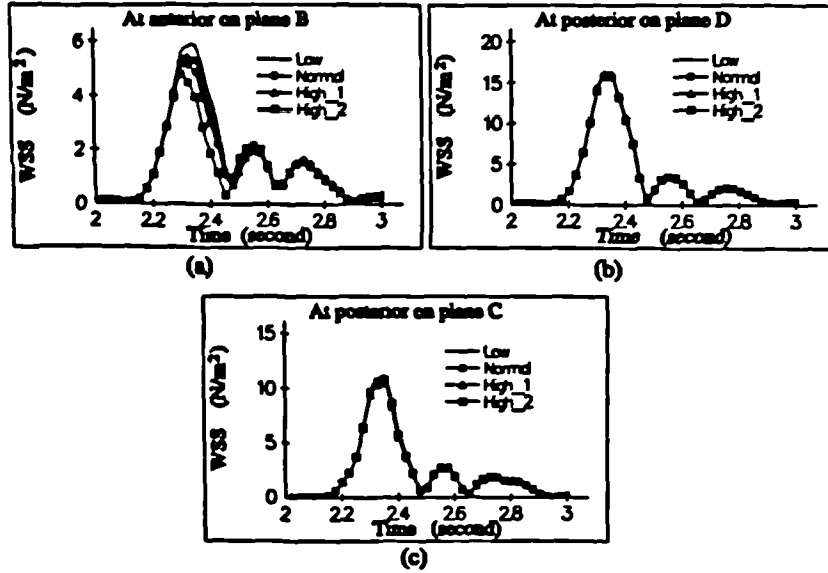 At anterior on plane B
WSS (N/m²)
6
4
2
0
Low
Normal
High_1
High_2
2 2.2 2.4 2.6 2.8 3
Time (second)
(a)
At posterior on plane D
WSS (N/m²)
20
15
10
5
0
Low
Normal
High_1
High_2
2 2.2 2.4 2.6 2.8 3
Time (second)
(b)
At posterior on plane C
WSS (N/m²)
15
10
5
0
Low
Normal
High_1
High_2
2 2.2 2.4 2.6 2.8 3
Time (second)
(c)